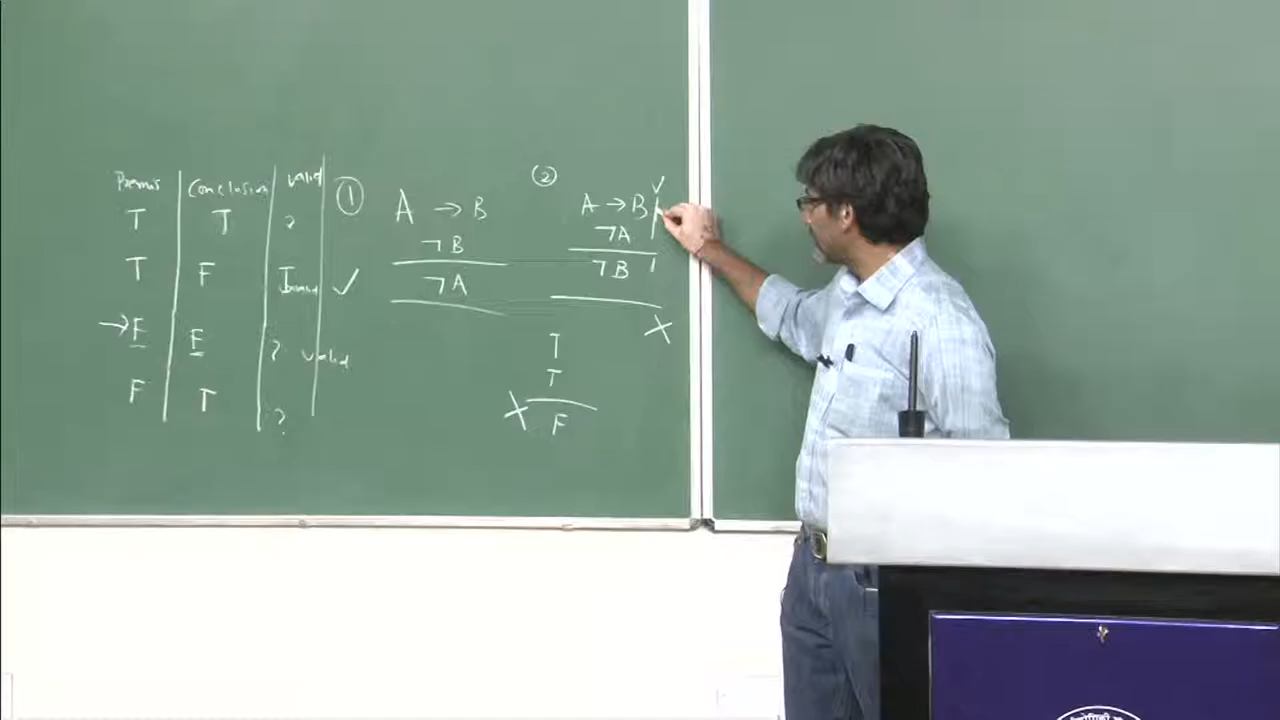 Premis Conclusion valid
T T ?
T F Invalid ✓
→ F F ? valid
F T ?
① A → B
¬B
¬A
② A → B ✓
¬A
¬B
X
T
T
X F